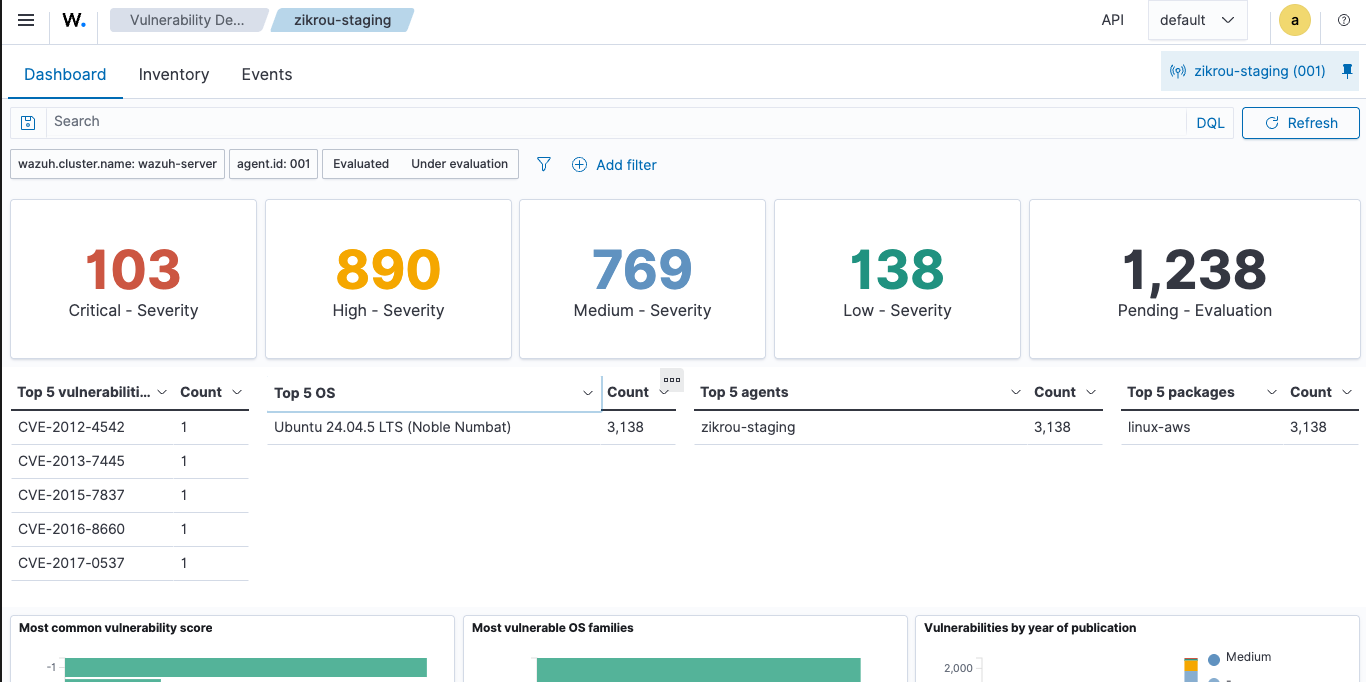 W. Vulnerability De... zikrou-staging API default a
Dashboard Inventory Events zikrou-staging (001)
Search DQL Refresh
wazuh.cluster.name: wazuh-server agent.id: 001 Evaluated Under evaluation Add filter
103 890 769 138 1,238
Critical - Severity High - Severity Medium - Severity Low - Severity Pending - Evaluation
Top 5 vulnerabiliti... Count Top 5 OS Count Top 5 agents Count Top 5 packages Count
CVE-2012-4542 1 Ubuntu 24.04.5 LTS (Noble Numbat) 3,138 zikrou-staging 3,138 linux-aws 3,138
CVE-2013-7445 1
CVE-2015-7837 1
CVE-2016-8660 1
CVE-2017-0537 1
Most common vulnerability score Most vulnerable OS families Vulnerabilities by year of publication
-1 2,000 Medium